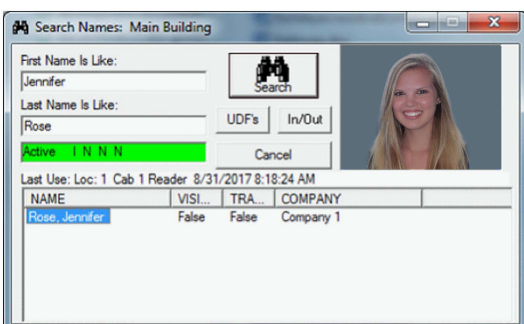 Search Names: Main Building
First Name Is Like:
Jennifer
Search
Last Name Is Like:
Rose
UDF's In/Out
Active I N N N
Cancel
Last Use: Loc: 1 Cab 1 Reader 8/31/2017 8:18:24 AM
NAME VISI... TRA... COMPANY
Rose, Jennifer False False Company 1